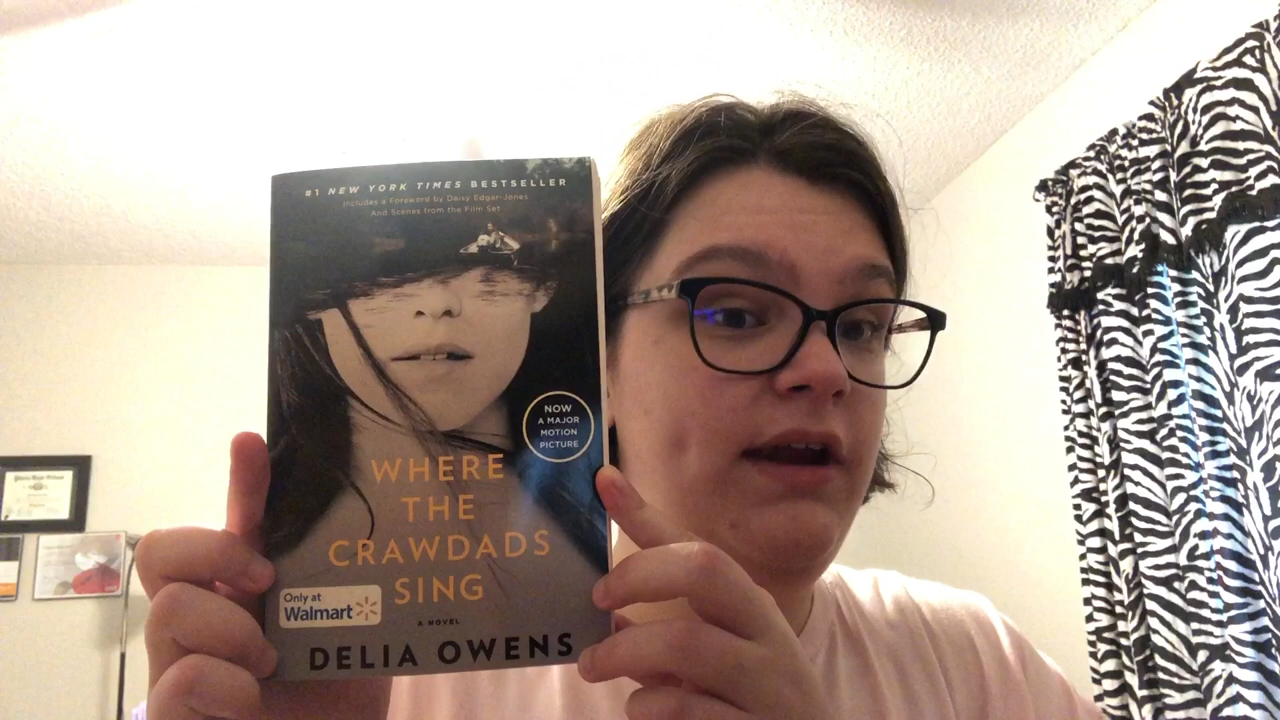 #1 NEW YORK TIMES BESTSELLER
Includes a Foreword by Daisy Edgar-Jones
And Scenes from the Film Set
NOW
A MAJOR
MOTION
PICTURE
WHERE
THE
CRAWDADS
SING
Only at
Walmart
A NOVEL
DELIA OWENS